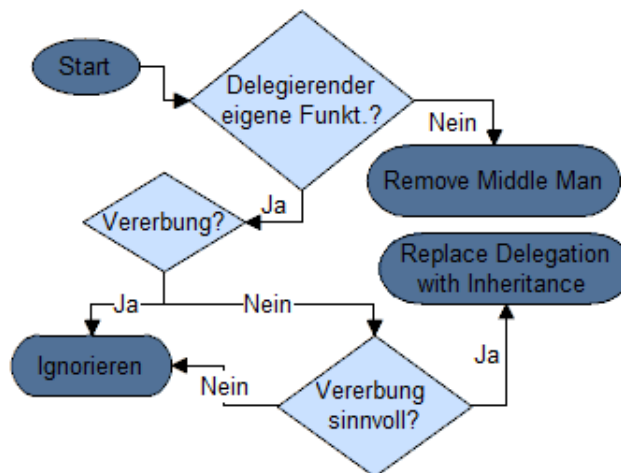 Start
Delegierender
eigene Funkt.?
Nein
Remove Middle Man
Ja
Vererbung?
Replace Delegation
with Inheritance
Ja
Nein
Ignorieren
Nein
Vererbung
sinnvoll?
Ja